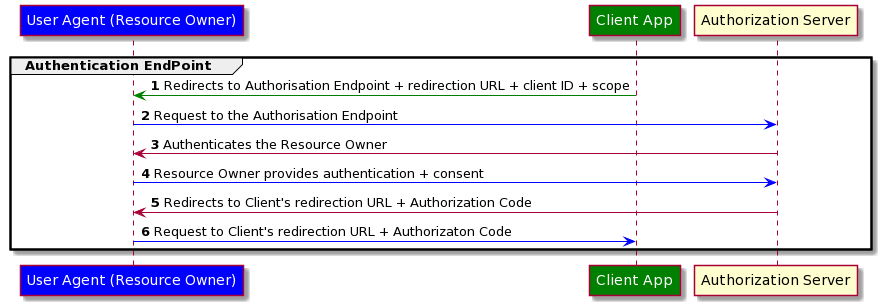 User Agent (Resource Owner) Client App Authorization Server
Authentication EndPoint
1 Redirects to Authorisation Endpoint + redirection URL + client ID + scope
2 Request to the Authorisation Endpoint
3 Authenticates the Resource Owner
4 Resource Owner provides authentication + consent
5 Redirects to Client's redirection URL + Authorization Code
6 Request to Client's redirection URL + Authorizaton Code
User Agent (Resource Owner) Client App Authorization Server